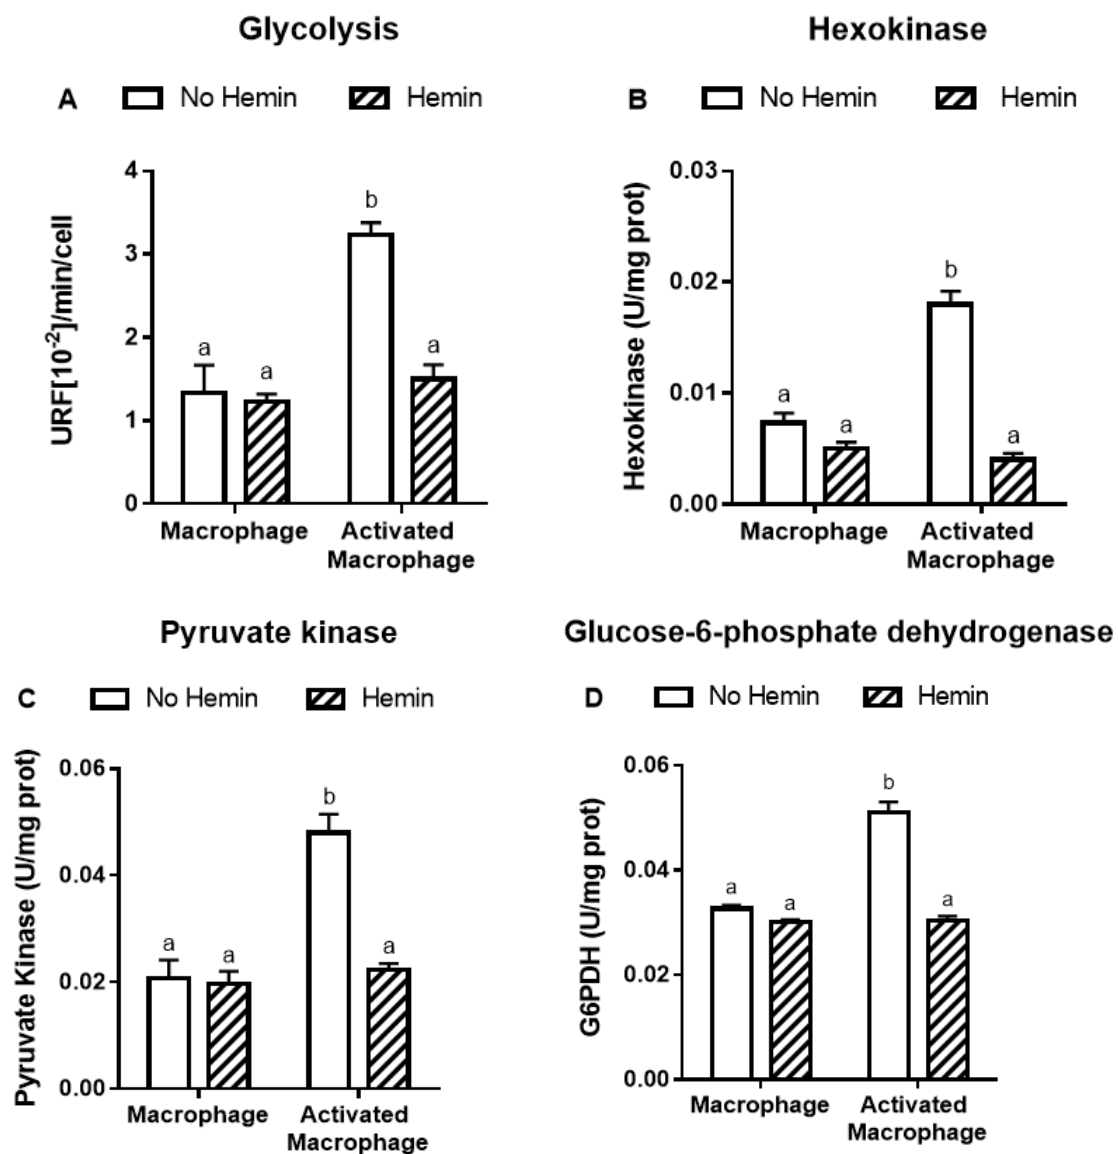 Glycolysis
A No Hemin Hemin
URF[10⁻²]/min/cell
4
3
2
1
0
a
a
b
a
Macrophage
Activated
Macrophage
Hexokinase
B No Hemin Hemin
Hexokinase (U/mg prot)
0.03
0.02
0.01
0.00
a
a
b
a
Macrophage
Activated
Macrophage
Pyruvate kinase
C No Hemin Hemin
Pyruvate Kinase (U/mg prot)
0.06
0.04
0.02
0.00
a
a
b
a
Macrophage
Activated
Macrophage
Glucose-6-phosphate dehydrogenase
D No Hemin Hemin
G6PDH (U/mg prot)
0.06
0.04
0.02
0.00
a
a
b
a
Macrophage
Activated
Macrophage